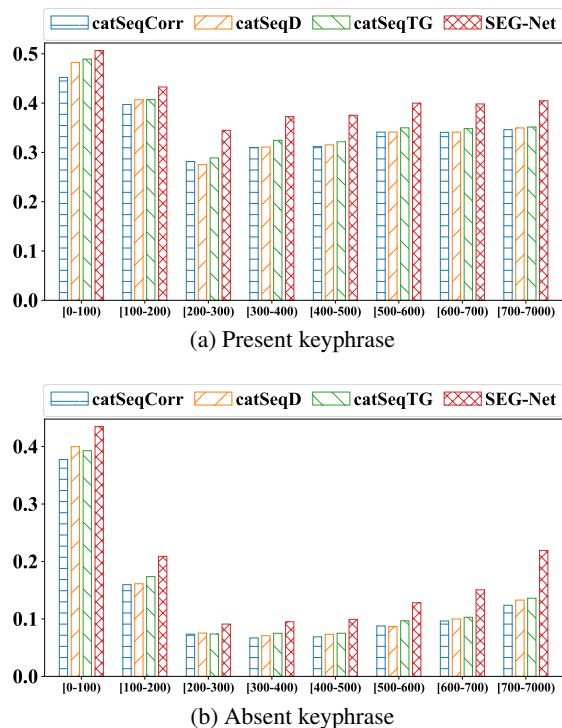 catSeqCorr catSeqD catSeqTG SEG-Net
0.5
0.4
0.3
0.2
0.1
0.0
[0-100) [100-200) [200-300) [300-400) [400-500) [500-600) [600-700) [700-7000)
(a) Present keyphrase
catSeqCorr catSeqD catSeqTG SEG-Net
0.4
0.3
0.2
0.1
0.0
[0-100) [100-200) [200-300) [300-400) [400-500) [500-600) [600-700) [700-7000)
(b) Absent keyphrase